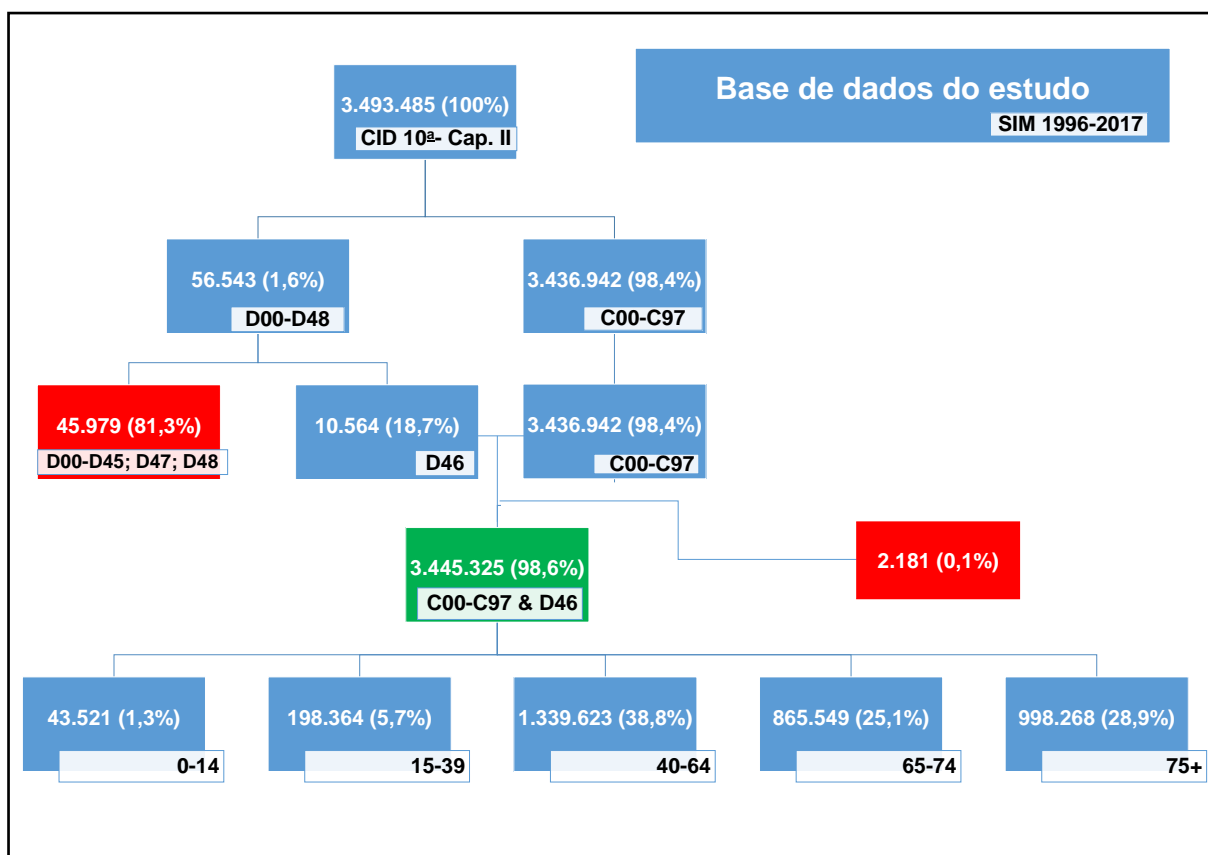 Base de dados do estudo
SIM 1996-2017
3.493.485 (100%)
CID 10ª- Cap. II
56.543 (1,6%)
D00-D48
3.436.942 (98,4%)
C00-C97
45.979 (81,3%)
D00-D45; D47; D48
10.564 (18,7%)
D46
3.436.942 (98,4%)
C00-C97
3.445.325 (98,6%)
C00-C97 & D46
2.181 (0,1%)
43.521 (1,3%)
0-14
198.364 (5,7%)
15-39
1.339.623 (38,8%)
40-64
865.549 (25,1%)
65-74
998.268 (28,9%)
75+